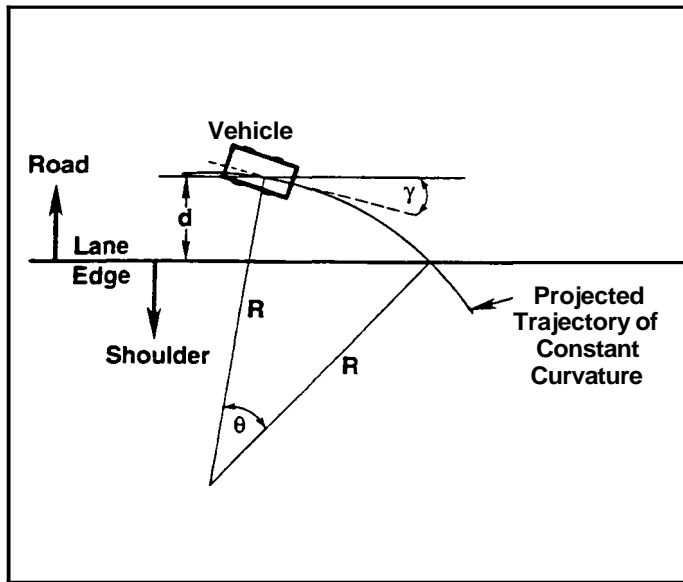 Vehicle
Road
γ
d
Lane
Edge
R
Projected
Trajectory of
Constant
Curvature
Shoulder
R
θ